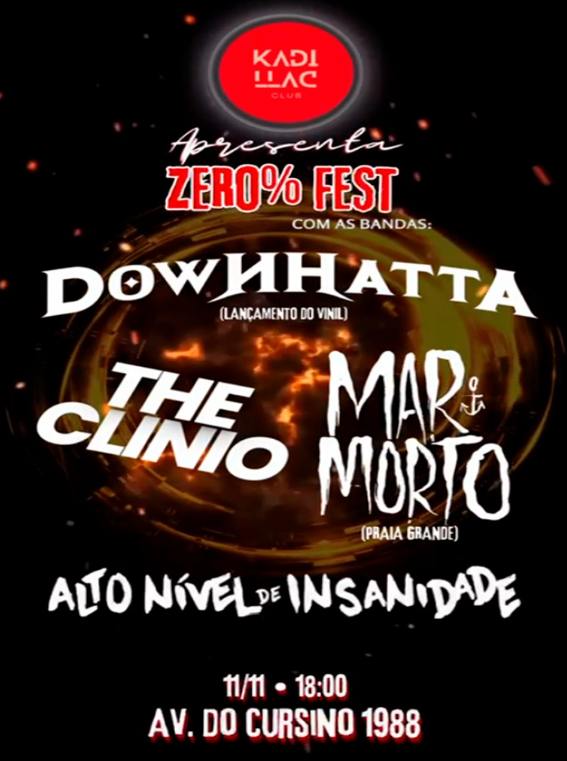 KADI
LLAC
CLUB
Apresenta
ZERO% FEST
COM AS BANDAS:
DOWNHATTA
(LANÇAMENTO DO VINIL)
THE
CLINIO
MAR
MORTO
(PRAIA GRANDE)
ALTO NÍVEL DE INSANIDADE
11/11 • 18:00
AV. DO CURSINO 1988